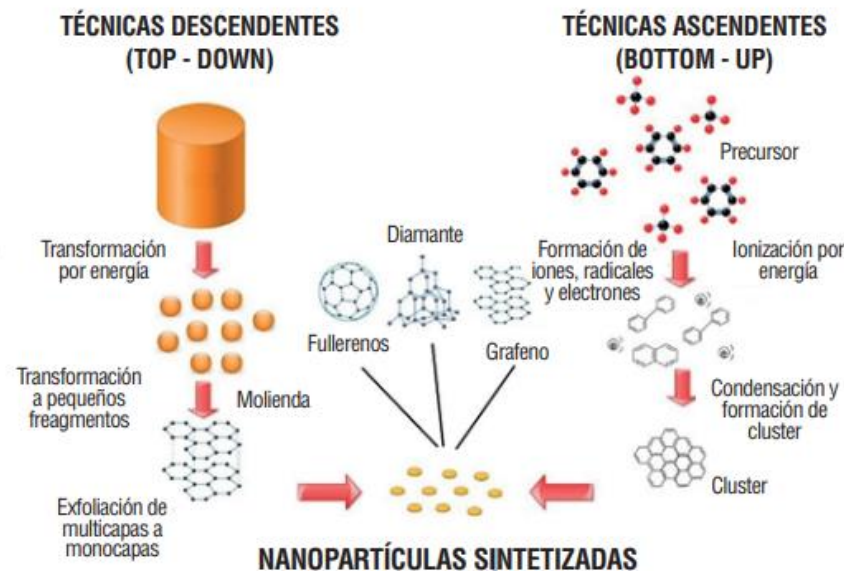 TÉCNICAS DESCENDENTES
(TOP - DOWN)
Transformación
por energía
Transformación
a pequeños
freagmentos
Molienda
Exfoliación de
multicapas a
monocapas
Diamante
Fullerenos
Grafeno
TÉCNICAS ASCENDENTES
(BOTTOM - UP)
Precursor
Formación de
iones, radicales
y electrones
Ionización por
energía
Condensación y
formación de
cluster
Cluster
NANOPARTÍCULAS SINTETIZADAS